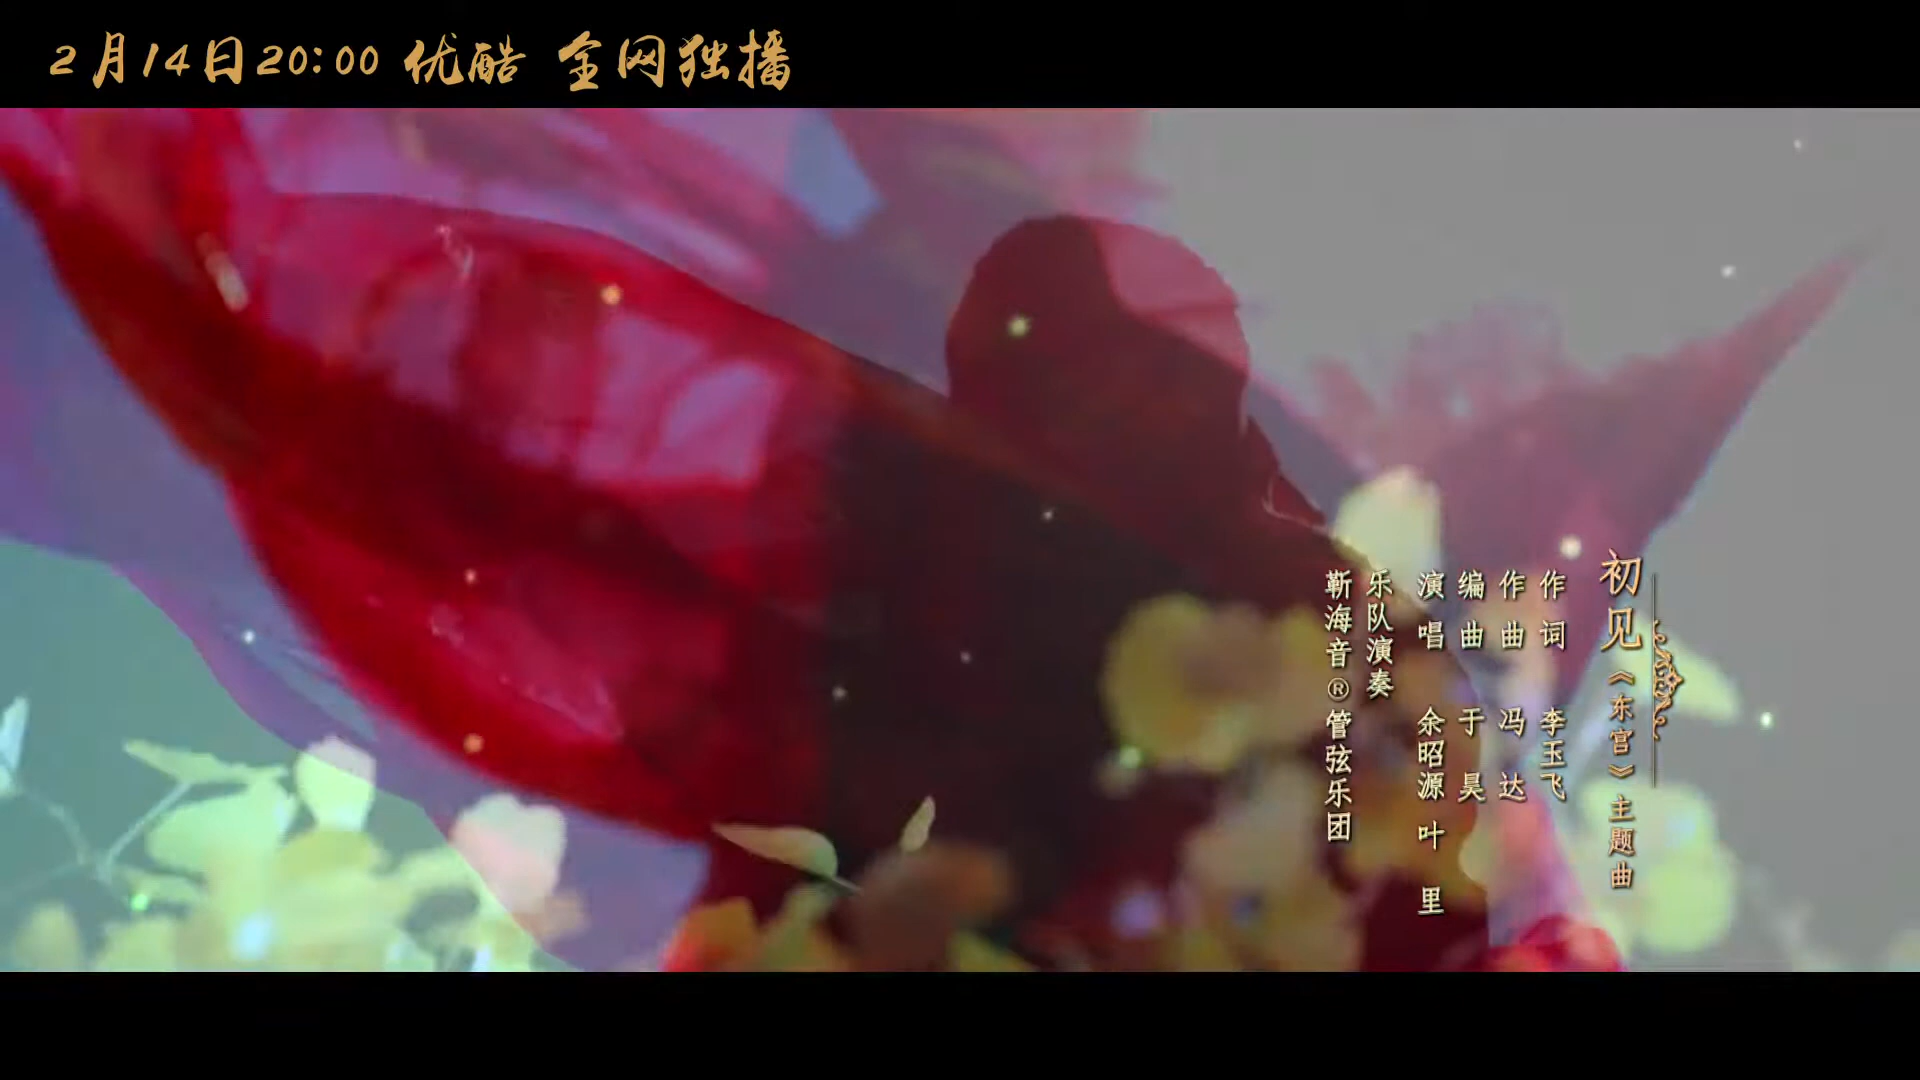 2月14日20:00 优酷 全网独播
初见《东宫》主题曲
作词 李玉飞
作曲 冯达
编曲 于昊
演唱 余昭源 叶里
乐队演奏
靳海音®管弦乐团